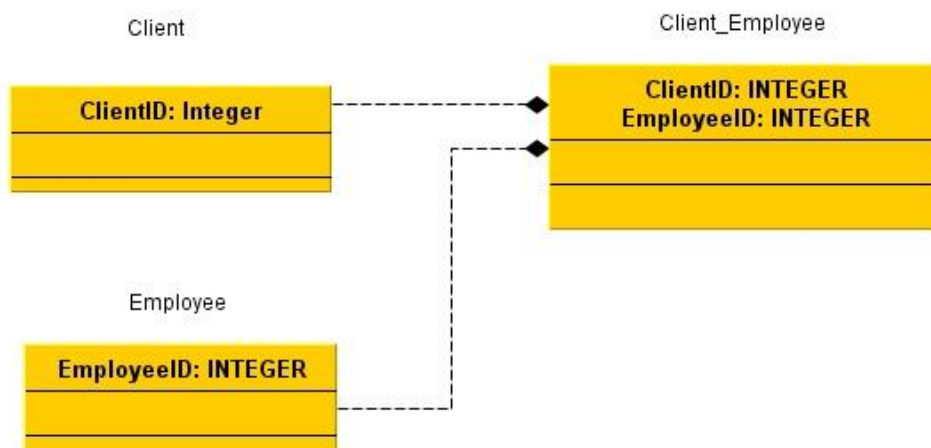 Client
Client_Employee
ClientID: Integer
ClientID: INTEGER
EmployeeID: INTEGER
Employee
EmployeeID: INTEGER